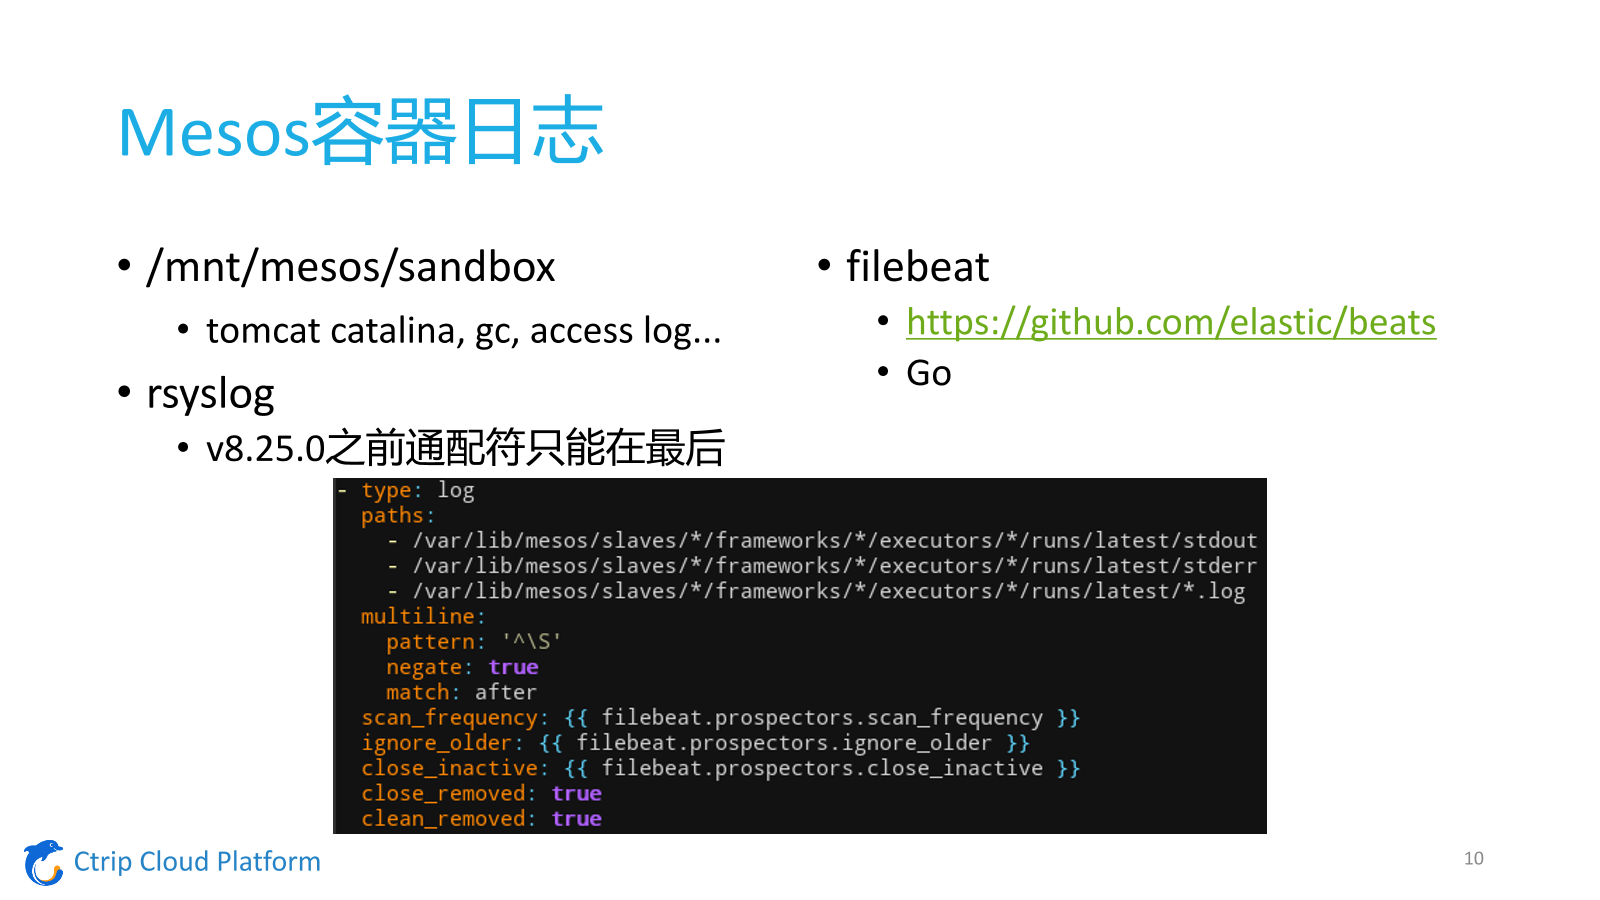 Mesos容器日志
• /mnt/mesos/sandbox
• tomcat catalina, gc, access log...
• rsyslog
• v8.25.0之前通配符只能在最后
• filebeat
• https://github.com/elastic/beats
• Go
- type: log
  paths:
    - /var/lib/mesos/slaves/*/frameworks/*/executors/*/runs/latest/stdout
    - /var/lib/mesos/slaves/*/frameworks/*/executors/*/runs/latest/stderr
    - /var/lib/mesos/slaves/*/frameworks/*/executors/*/runs/latest/*.log
  multiline:
    pattern: '^\S'
    negate: true
    match: after
  scan_frequency: {{ filebeat.prospectors.scan_frequency }}
  ignore_older: {{ filebeat.prospectors.ignore_older }}
  close_inactive: {{ filebeat.prospectors.close_inactive }}
  close_removed: true
  clean_removed: true
Ctrip Cloud Platform
10